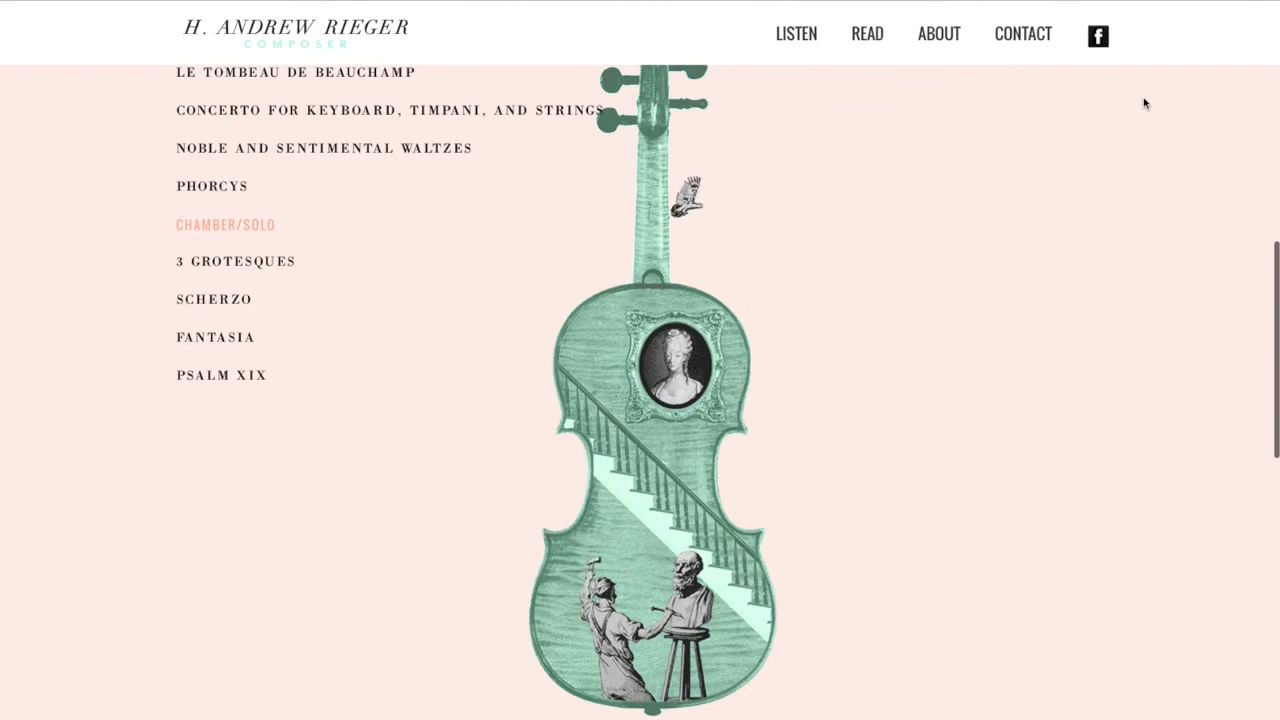 H. ANDREW RIEGER
COMPOSER
LISTEN READ ABOUT CONTACT
LE TOMBEAU DE BEAUCHAMP
CONCERTO FOR KEYBOARD, TIMPANI, AND STRINGS
NOBLE AND SENTIMENTAL WALTZES
PHORCYS
CHAMBER/SOLO
3 GROTESQUES
SCHERZO
FANTASIA
PSALM XIX